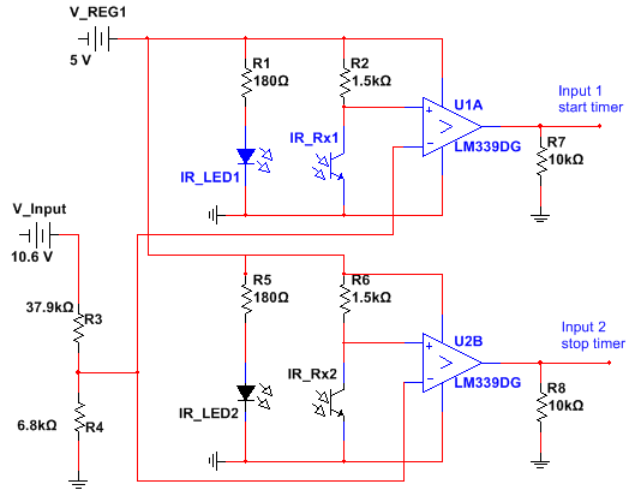 V_REG1
5 V
R1
180Ω
R2
1.5kΩ
IR_LED1
IR_Rx1
+
−
U1A
LM339DG
Input 1
start timer
R7
10kΩ
V_Input
10.6 V
37.9kΩ
R3
6.8kΩ
R4
R5
180Ω
R6
1.5kΩ
IR_LED2
IR_Rx2
+
−
U2B
LM339DG
Input 2
stop timer
R8
10kΩ